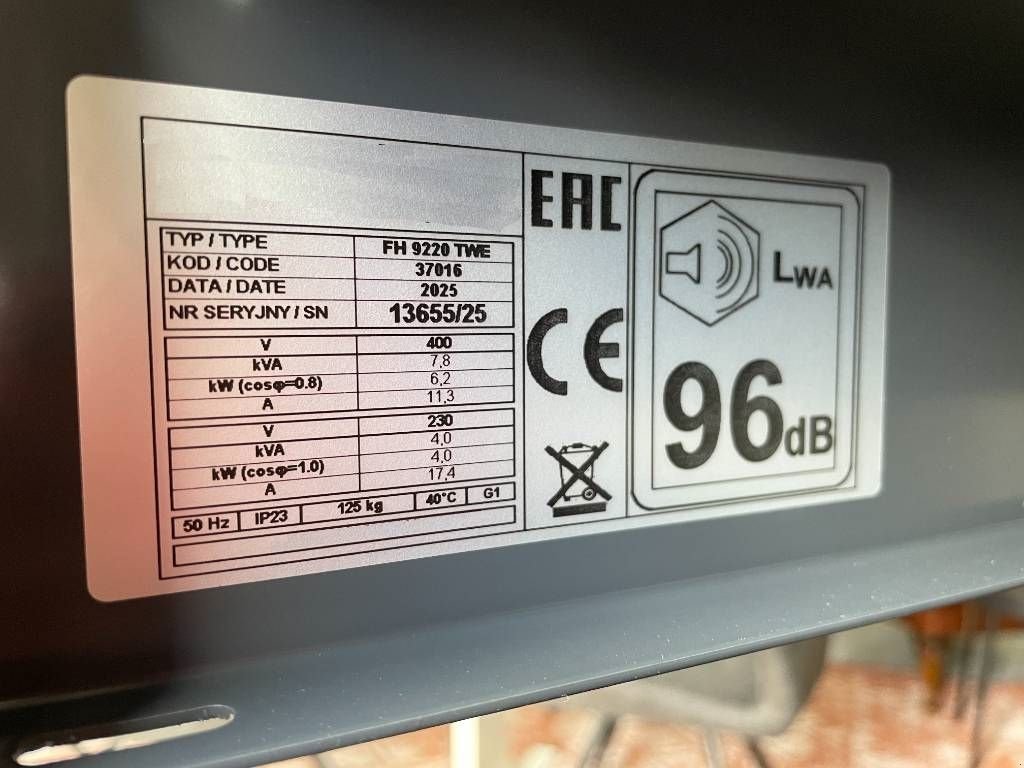 TYP / TYPE FH 9220 TWE
KOD / CODE 37016
DATA / DATE 2025
NR SERYJNY / SN 13655/25
V 400
kVA 7,8
kW (cosφ=0.8) 6,2
A 11,3
V 230
kVA 4,0
kW (cosφ=1.0) 4,0
A 17,4
50 Hz IP23 125 kg 40°C G1
EAC
CE
LWA
96dB